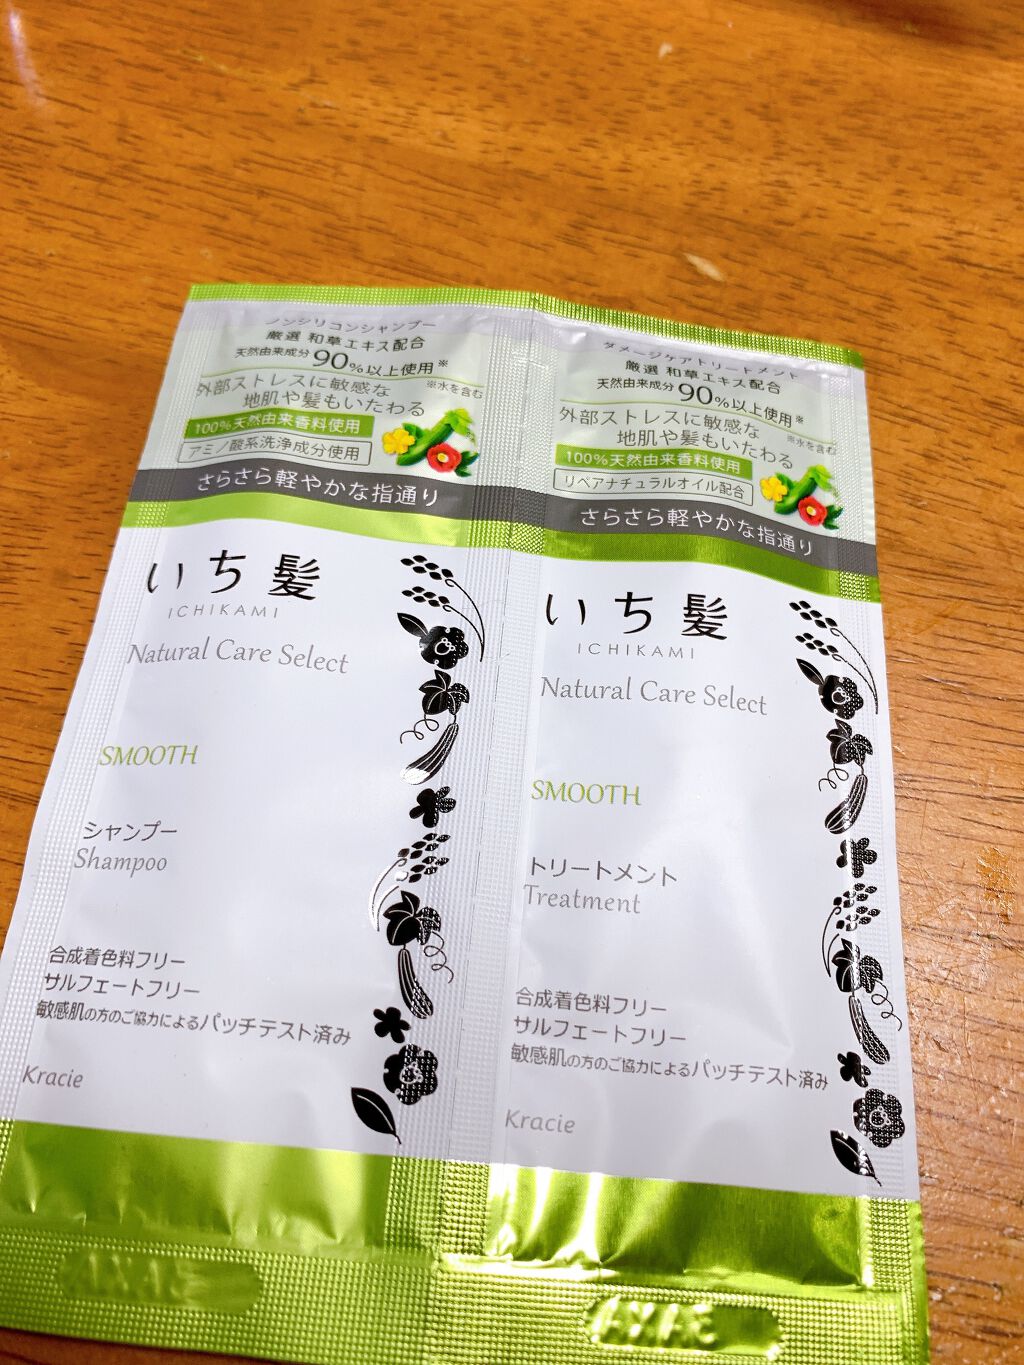 ノンシリコンシャンプー
厳選 和草エキス配合
天然由来成分90%以上使用※
※水を含む
外部ストレスに敏感な
地肌や髪もいたわる
100%天然由来香料使用
アミノ酸系洗浄成分使用
さらさら軽やかな指通り
いち髪
ICHIKAMI
Natural Care Select
SMOOTH
シャンプー
Shampoo
合成着色料フリー
サルフェートフリー
敏感肌の方のご協力によるパッチテスト済み
Kracie
ダメージケアトリートメント
厳選 和草エキス配合
天然由来成分90%以上使用※
※水を含む
外部ストレスに敏感な
地肌や髪もいたわる
100%天然由来香料使用
リペアナチュラルオイル配合
さらさら軽やかな指通り
いち髪
ICHIKAMI
Natural Care Select
SMOOTH
トリートメント
Treatment
合成着色料フリー
サルフェートフリー
敏感肌の方のご協力によるパッチテスト済み
Kracie